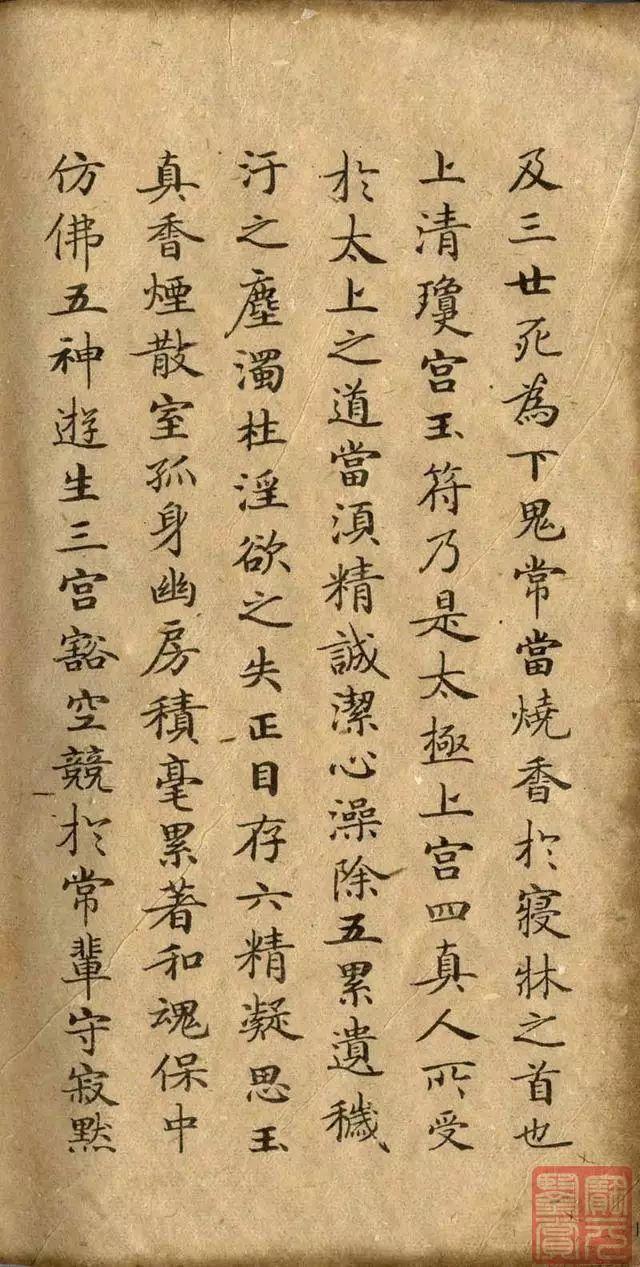 及三廿死為下鬼常當燒香於寢牀之首也
上清瓊宮玉符乃是太極上宮四真人所受
於太上之道當湏精誠潔心澡除五累遺穢
汙之塵濁杜淫欲之失正目存六精凝思玉
真香煙散室孤身幽房積毫累著和魂保中
仿佛五神遊生三宮豁空競於常輩守寂默